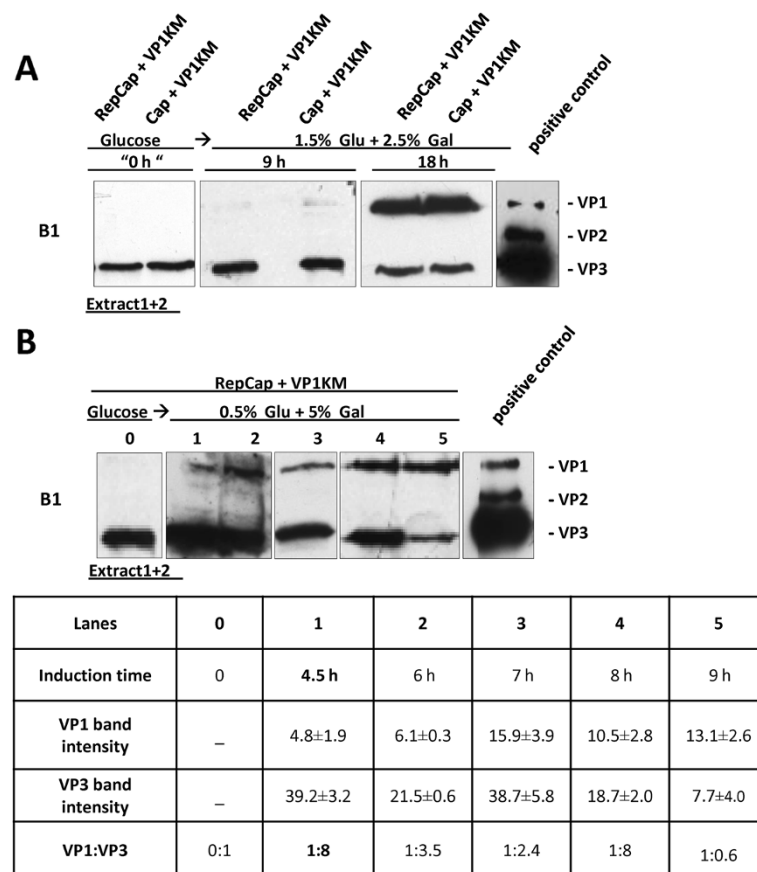 A
RepCap + VP1KM
Cap + VP1KM
RepCap + VP1KM
Cap + VP1KM
RepCap + VP1KM
Cap + VP1KM
positive control
Glucose → 1.5% Glu + 2.5% Gal
"0 h " 9 h 18 h
B1
- VP1
- VP2
- VP3
Extract1+2
B
RepCap + VP1KM
positive control
Glucose → 0.5% Glu + 5% Gal
0 1 2 3 4 5
B1
- VP1
- VP2
- VP3
Extract1+2
Lanes 0 1 2 3 4 5
Induction time 0 4.5 h 6 h 7 h 8 h 9 h
VP1 band
intensity – 4.8±1.9 6.1±0.3 15.9±3.9 10.5±2.8 13.1±2.6
VP3 band
intensity – 39.2±3.2 21.5±0.6 38.7±5.8 18.7±2.0 7.7±4.0
VP1:VP3 0:1 1:8 1:3.5 1:2.4 1:8 1:0.6